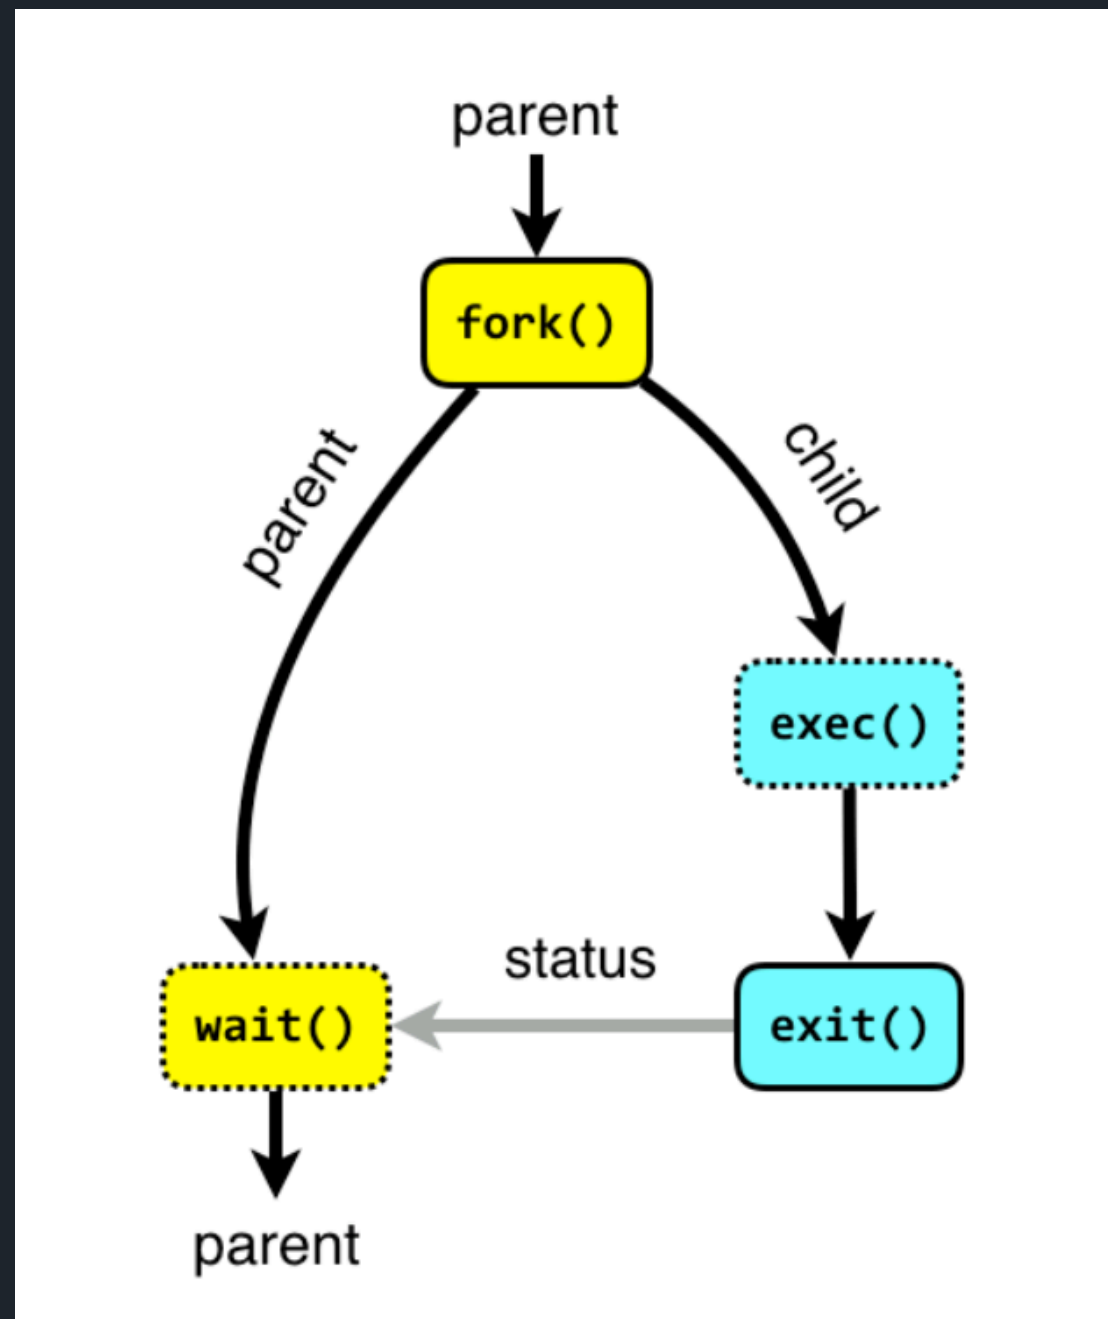 parent
fork()
parent
child
exec()
status
wait()
exit()
parent